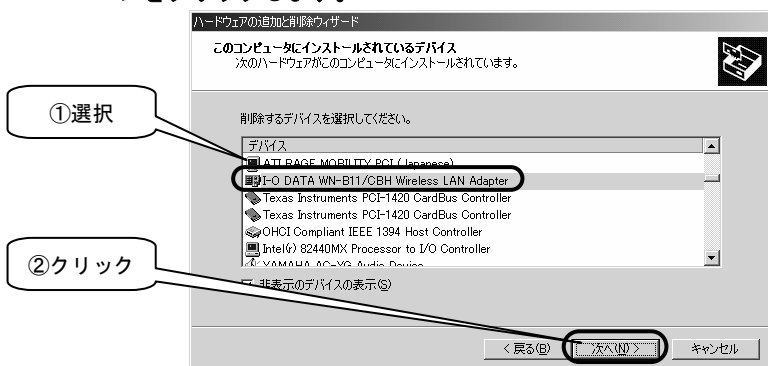 ハードウェアの追加と削除ウィザード
このコンピュータにインストールされているデバイス
次のハードウェアがこのコンピュータにインストールされています。
①選択
削除するデバイスを選択してください。
デバイス
ATI RAGE MOBILITY PCI (Japanese)
I-O DATA WN-B11/CBH Wireless LAN Adapter
Texas Instruments PCI-1420 CardBus Controller
Texas Instruments PCI-1420 CardBus Controller
OHCI Compliant IEEE 1394 Host Controller
Intel(r) 82440MX Processor to I/O Controller
YAMAHA AC-XG Audio Device
②クリック
非表示のデバイスの表示(S)
< 戻る(B)
次へ(N) >
キャンセル